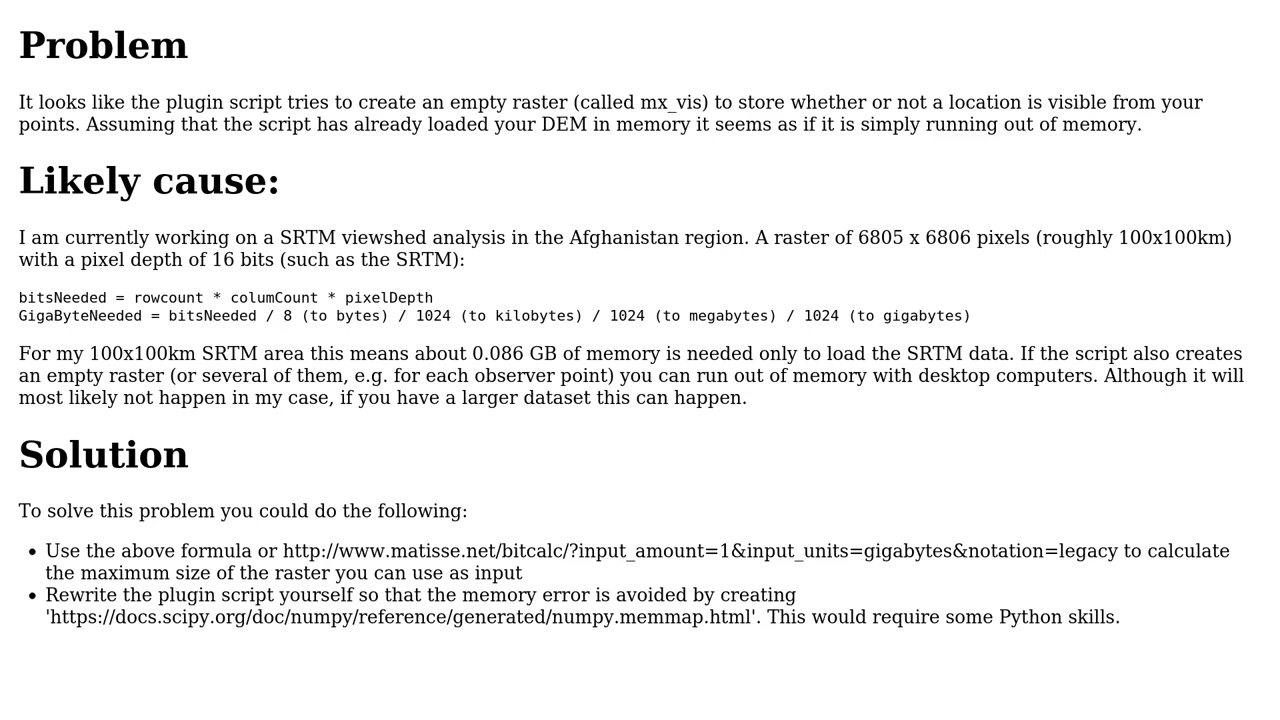 Problem
It looks like the plugin script tries to create an empty raster (called mx_vis) to store whether or not a location is visible from your
points. Assuming that the script has already loaded your DEM in memory it seems as if it is simply running out of memory.
Likely cause:
I am currently working on a SRTM viewshed analysis in the Afghanistan region. A raster of 6805 x 6806 pixels (roughly 100x100km)
with a pixel depth of 16 bits (such as the SRTM):
bitsNeeded = rowcount * columCount * pixelDepth
GigaByteNeeded = bitsNeeded / 8 (to bytes) / 1024 (to kilobytes) / 1024 (to megabytes) / 1024 (to gigabytes)
For my 100x100km SRTM area this means about 0.086 GB of memory is needed only to load the SRTM data. If the script also creates
an empty raster (or several of them, e.g. for each observer point) you can run out of memory with desktop computers. Although it will
most likely not happen in my case, if you have a larger dataset this can happen.
Solution
To solve this problem you could do the following:
• Use the above formula or http://www.matisse.net/bitcalc/?input_amount=1&input_units=gigabytes&notation=legacy to calculate
the maximum size of the raster you can use as input
• Rewrite the plugin script yourself so that the memory error is avoided by creating
'https://docs.scipy.org/doc/numpy/reference/generated/numpy.memmap.html'. This would require some Python skills.